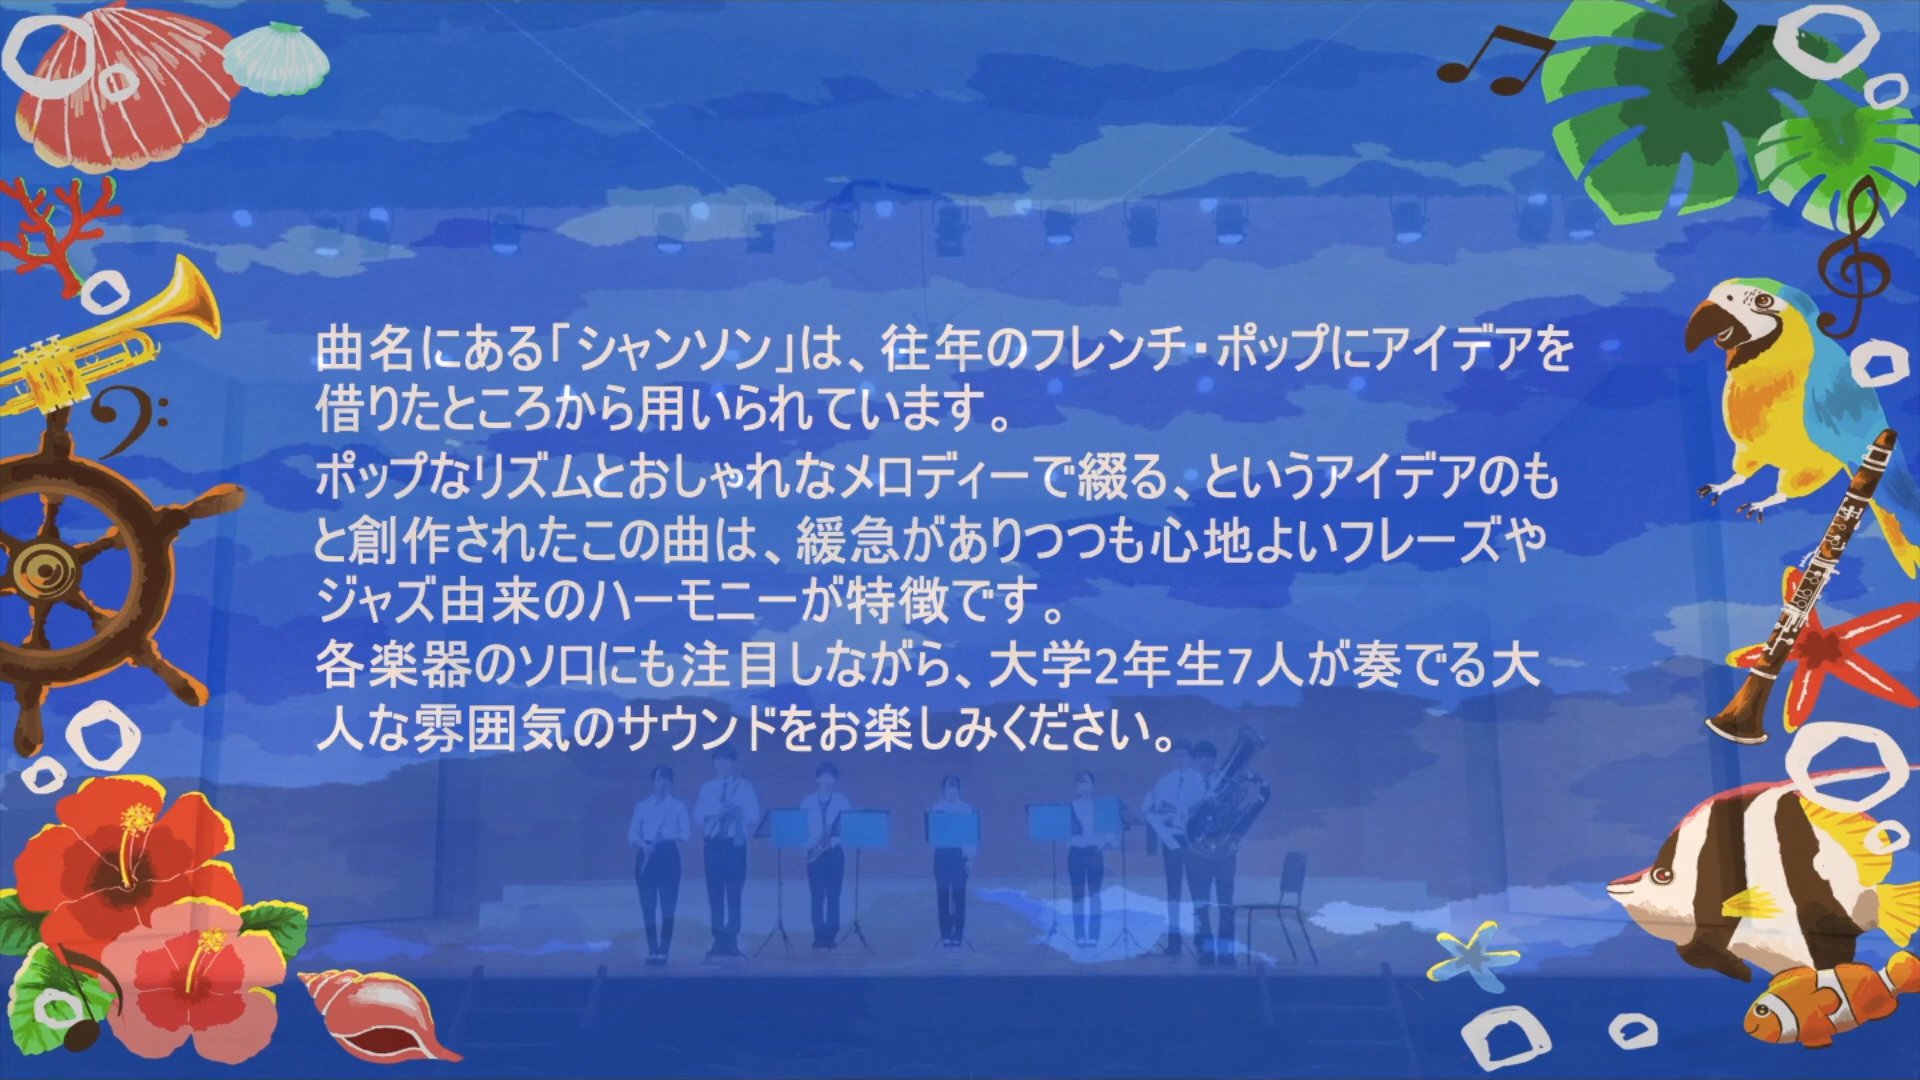 曲名にある「シャンソン」は、往年のフレンチ・ポップにアイデアを
借りたところから用いられています。
ポップなリズムとおしゃれなメロディーで綴る、というアイデアのも
と創作されたこの曲は、緩急がありつつも心地よいフレーズや
ジャズ由来のハーモニーが特徴です。
各楽器のソロにも注目しながら、大学2年生7人が奏でる大
人な雰囲気のサウンドをお楽しみください。